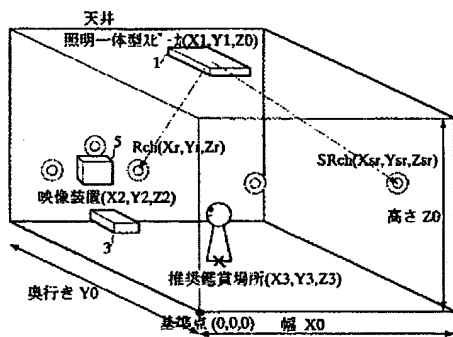 天井
照明一体型スピーカ(X1,Y1,Z0)
1
5
Rch(Xr,Yr,Zr)
SRch(Xsr,Ysr,Zsr)
映像装置(X2,Y2,Z2)
高さ Z0
3
推奨鑑賞場所(X3,Y3,Z3)
奥行き Y0
基準点 (0,0,0)
幅 X0